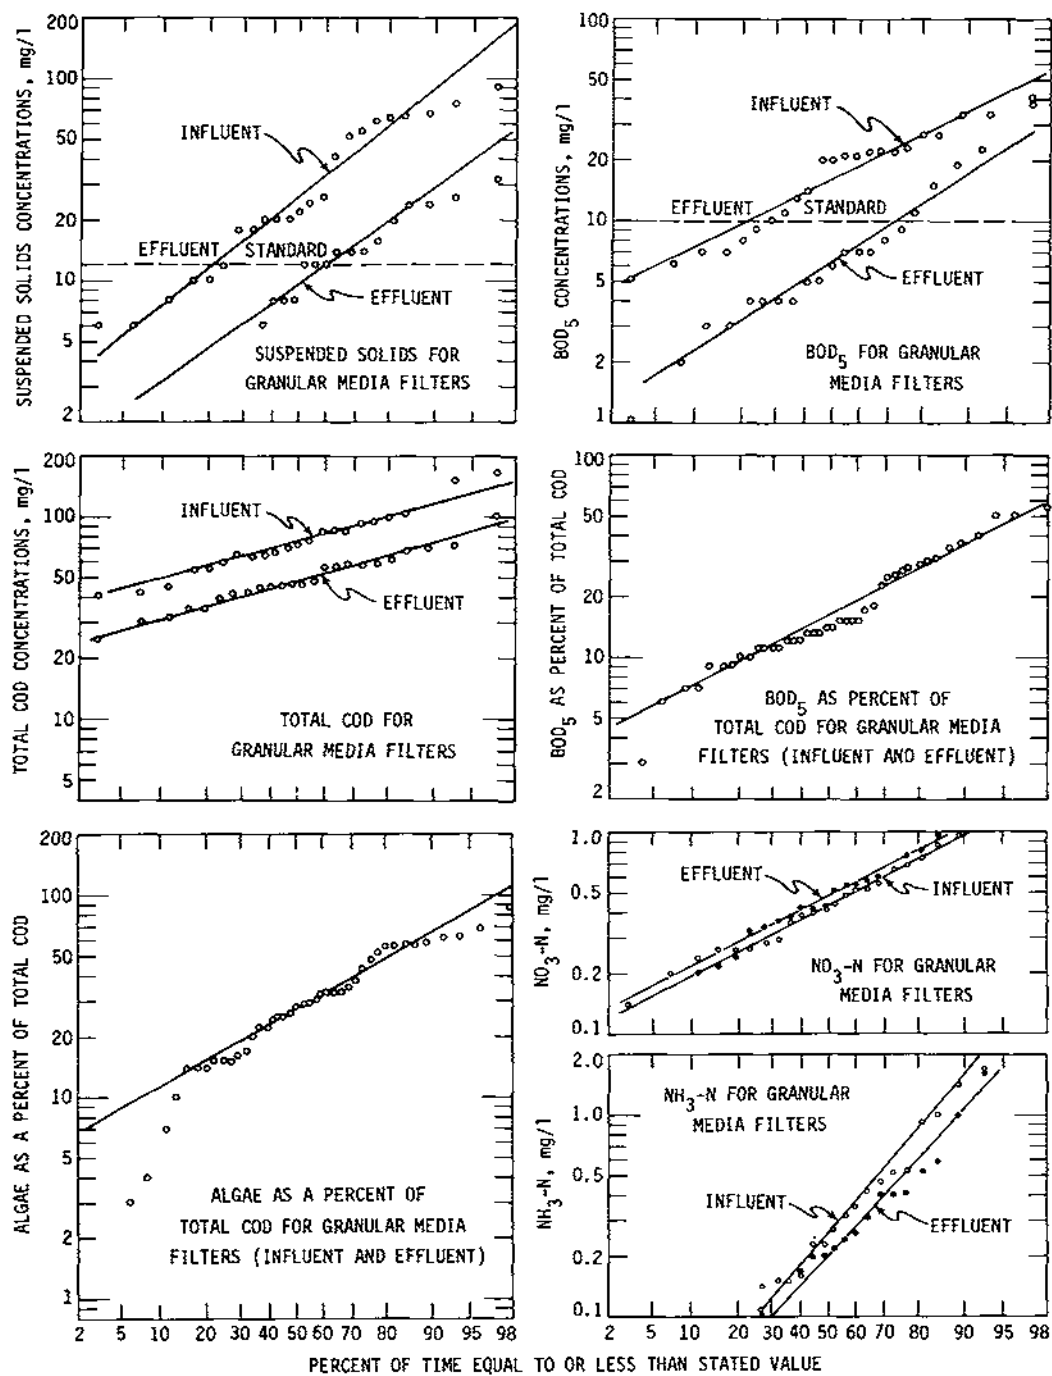 SUSPENDED SOLIDS CONCENTRATIONS, mg/l
200
100
50
20
10
5
2
INFLUENT
EFFLUENT STANDARD
EFFLUENT
SUSPENDED SOLIDS FOR
GRANULAR MEDIA FILTERS
BOD5 CONCENTRATIONS, mg/l
100
50
20
10
5
2
1
INFLUENT
EFFLUENT STANDARD
EFFLUENT
BOD5 FOR GRANULAR
MEDIA FILTERS
TOTAL COD CONCENTRATIONS, mg/l
200
100
50
20
10
5
INFLUENT
EFFLUENT
TOTAL COD FOR
GRANULAR MEDIA FILTERS
BOD5 AS PERCENT OF TOTAL COD
100
50
20
10
5
2
BOD5 AS PERCENT OF
TOTAL COD FOR GRANULAR MEDIA
FILTERS (INFLUENT AND EFFLUENT)
ALGAE AS A PERCENT OF TOTAL COD
200
100
50
20
10
5
2
1
ALGAE AS A PERCENT OF
TOTAL COD FOR GRANULAR MEDIA
FILTERS (INFLUENT AND EFFLUENT)
2 5 10 20 30 40 50 60 70 80 90 95 98
NO3-N, mg/l
1.0
0.5
0.2
0.1
EFFLUENT
INFLUENT
NO3-N FOR GRANULAR
MEDIA FILTERS
NH3-N, mg/l
2.0
1.0
0.5
0.2
0.1
NH3-N FOR GRANULAR
MEDIA FILTERS
INFLUENT
EFFLUENT
2 5 10 20 30 40 50 60 70 80 90 95 98
PERCENT OF TIME EQUAL TO OR LESS THAN STATED VALUE